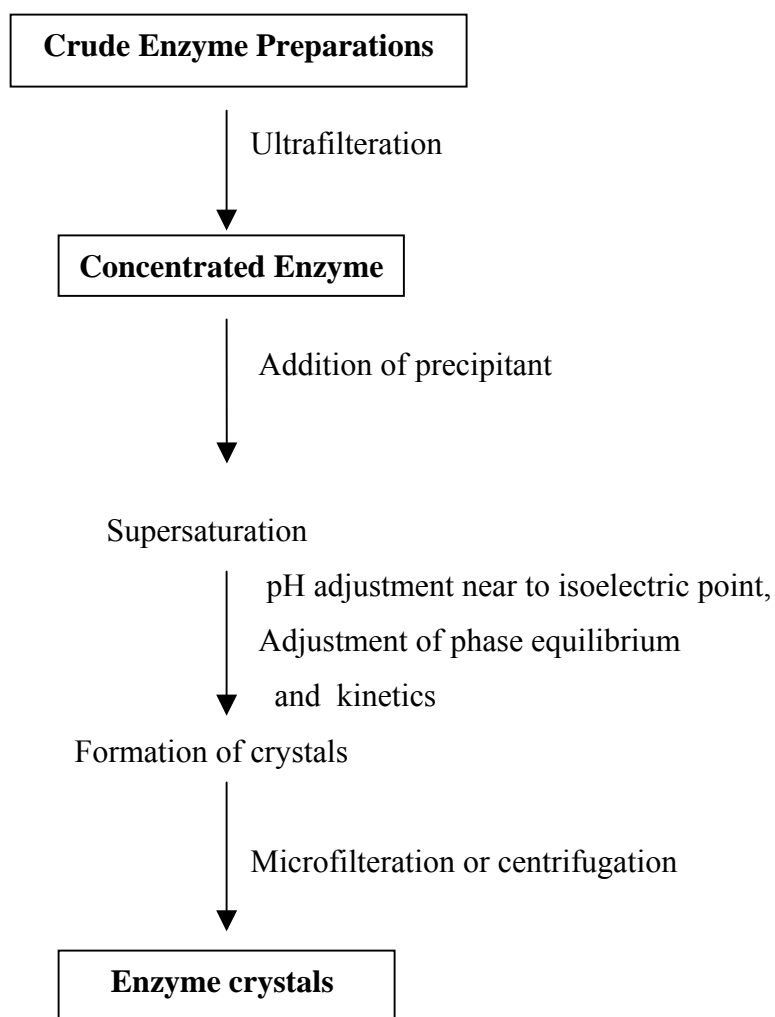 Crude Enzyme Preparations
Ultrafilteration
Concentrated Enzyme
Addition of precipitant
Supersaturation
pH adjustment near to isoelectric point,
Adjustment of phase equilibrium
and kinetics
Formation of crystals
Microfilteration or centrifugation
Enzyme crystals